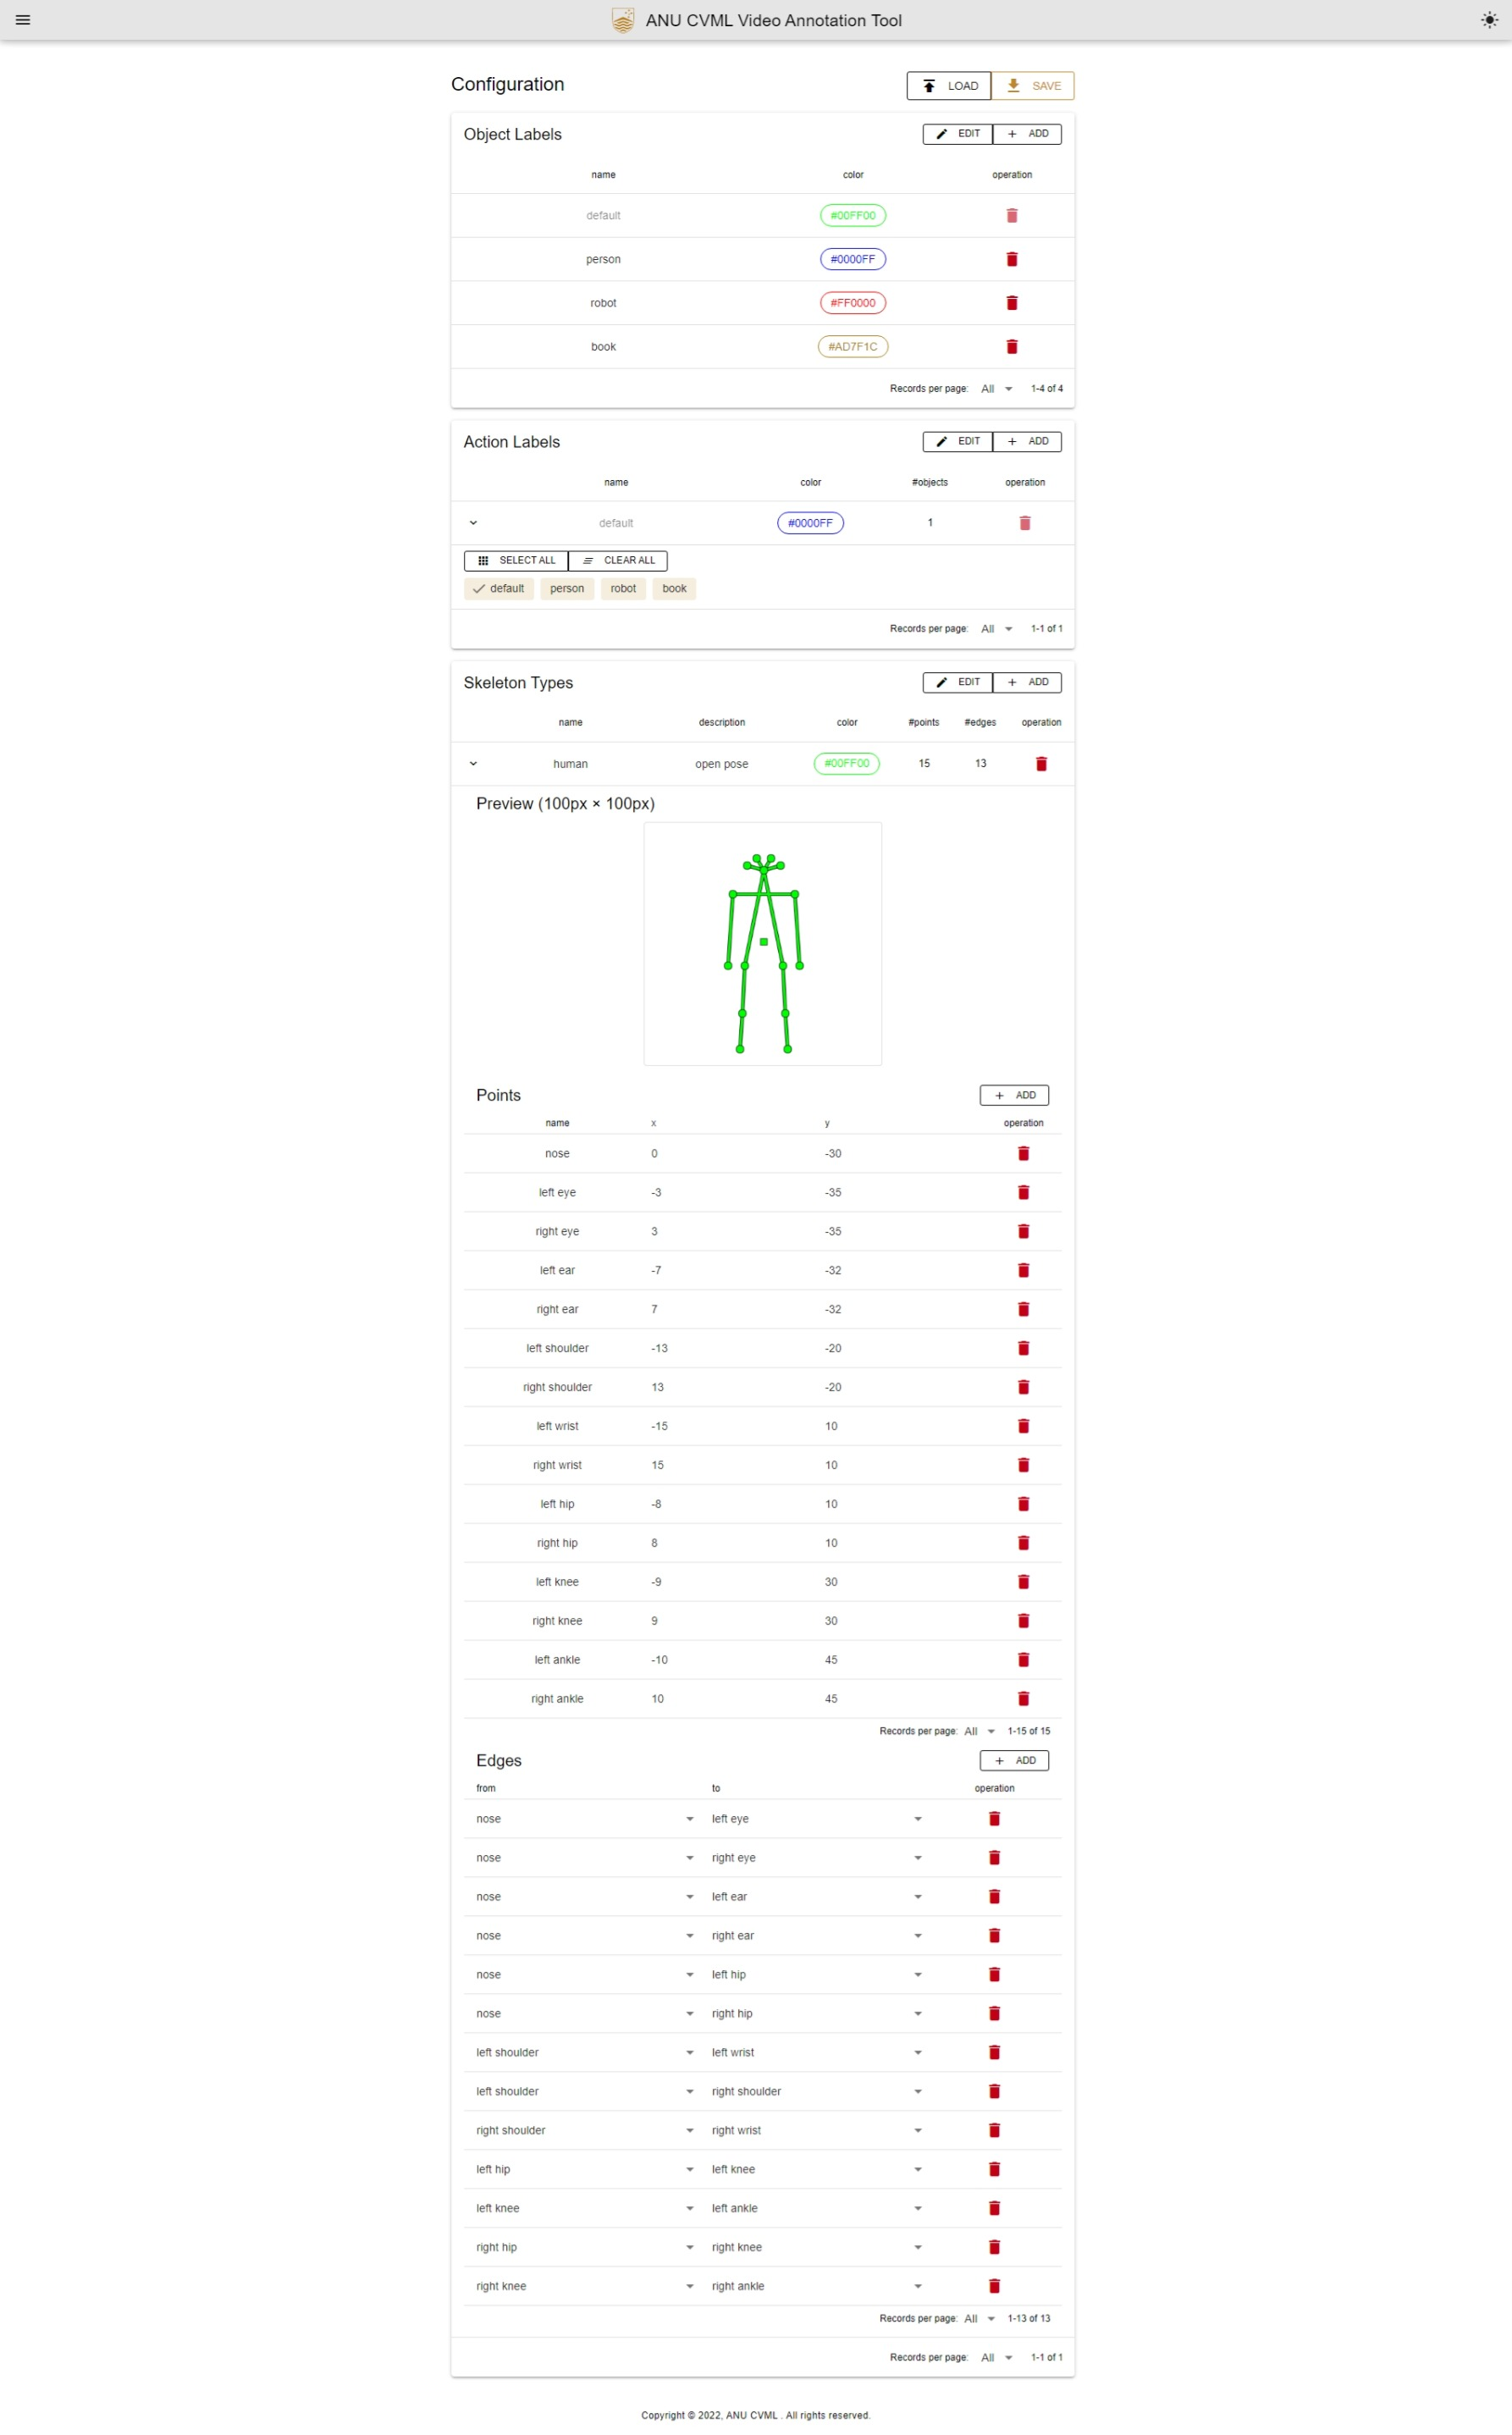 ANU CVML Video Annotation Tool
Configuration
LOAD SAVE
Object Labels
EDIT ADD
name color operation
default #00FF00
person #0000FF
robot #FF0000
book #AD7F1C
Records per page: All 1-4 of 4
Action Labels
EDIT ADD
name color #objects operation
default #0000FF 1
SELECT ALL CLEAR ALL
default person robot book
Records per page: All 1-1 of 1
Skeleton Types
EDIT ADD
name description color #points #edges operation
human open pose #00FF00 15 13
Preview (100px × 100px)
Points
ADD
name x y operation
nose 0 -30
left eye -3 -35
right eye 3 -35
left ear -7 -32
right ear 7 -32
left shoulder -13 -20
right shoulder 13 -20
left wrist -15 10
right wrist 15 10
left hip -8 10
right hip 8 10
left knee -9 30
right knee 9 30
left ankle -10 45
right ankle 10 45
Records per page: All 1-15 of 15
Edges
ADD
from to operation
nose left eye
nose right eye
nose left ear
nose right ear
nose left hip
nose right hip
left shoulder left wrist
left shoulder right shoulder
right shoulder right wrist
left hip left knee
left knee left ankle
right hip right knee
right knee right ankle
Records per page: All 1-13 of 13
Records per page: All 1-1 of 1
Copyright © 2022, ANU CVML . All rights reserved.